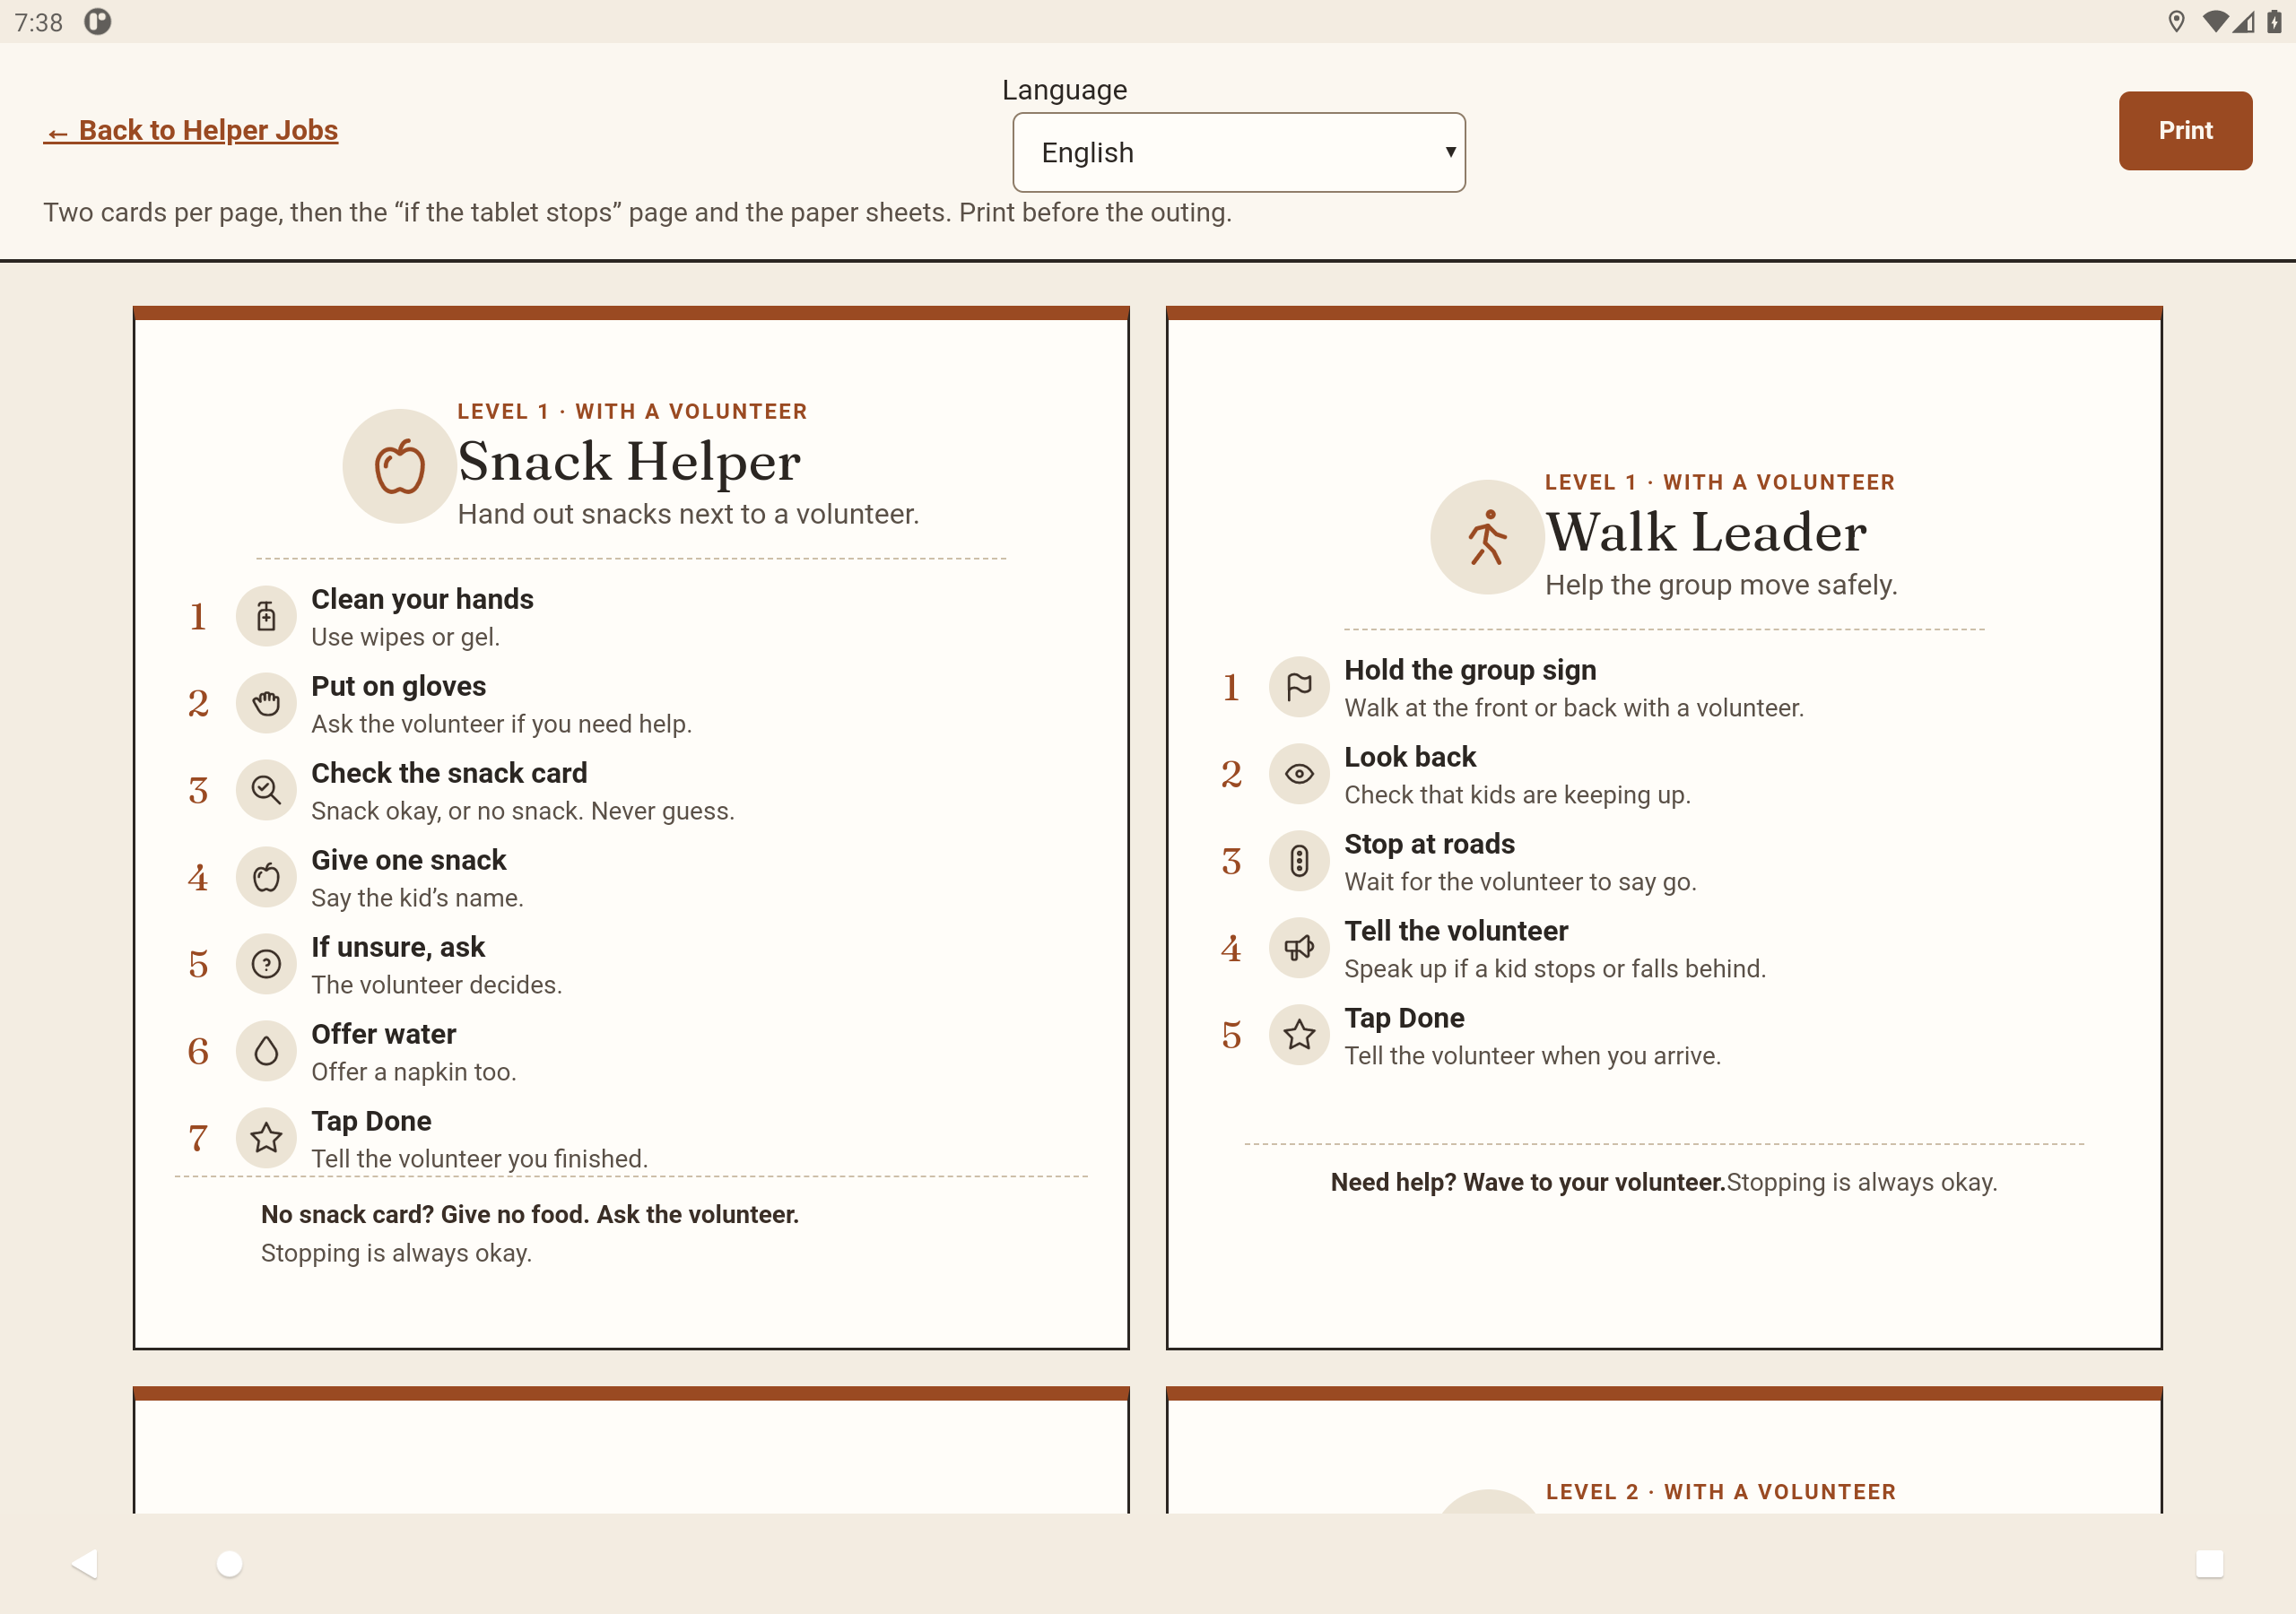 7:38
Language
← Back to Helper Jobs
English
Print
Two cards per page, then the “if the tablet stops” page and the paper sheets. Print before the outing.
LEVEL 1 · WITH A VOLUNTEER
Snack Helper
Hand out snacks next to a volunteer.
1
Clean your hands
Use wipes or gel.
2
Put on gloves
Ask the volunteer if you need help.
3
Check the snack card
Snack okay, or no snack. Never guess.
4
Give one snack
Say the kid’s name.
5
If unsure, ask
The volunteer decides.
6
Offer water
Offer a napkin too.
7
Tap Done
Tell the volunteer you finished.
No snack card? Give no food. Ask the volunteer.
Stopping is always okay.
LEVEL 1 · WITH A VOLUNTEER
Walk Leader
Help the group move safely.
1
Hold the group sign
Walk at the front or back with a volunteer.
2
Look back
Check that kids are keeping up.
3
Stop at roads
Wait for the volunteer to say go.
4
Tell the volunteer
Speak up if a kid stops or falls behind.
5
Tap Done
Tell the volunteer when you arrive.
Need help? Wave to your volunteer.Stopping is always okay.
LEVEL 2 · WITH A VOLUNTEER